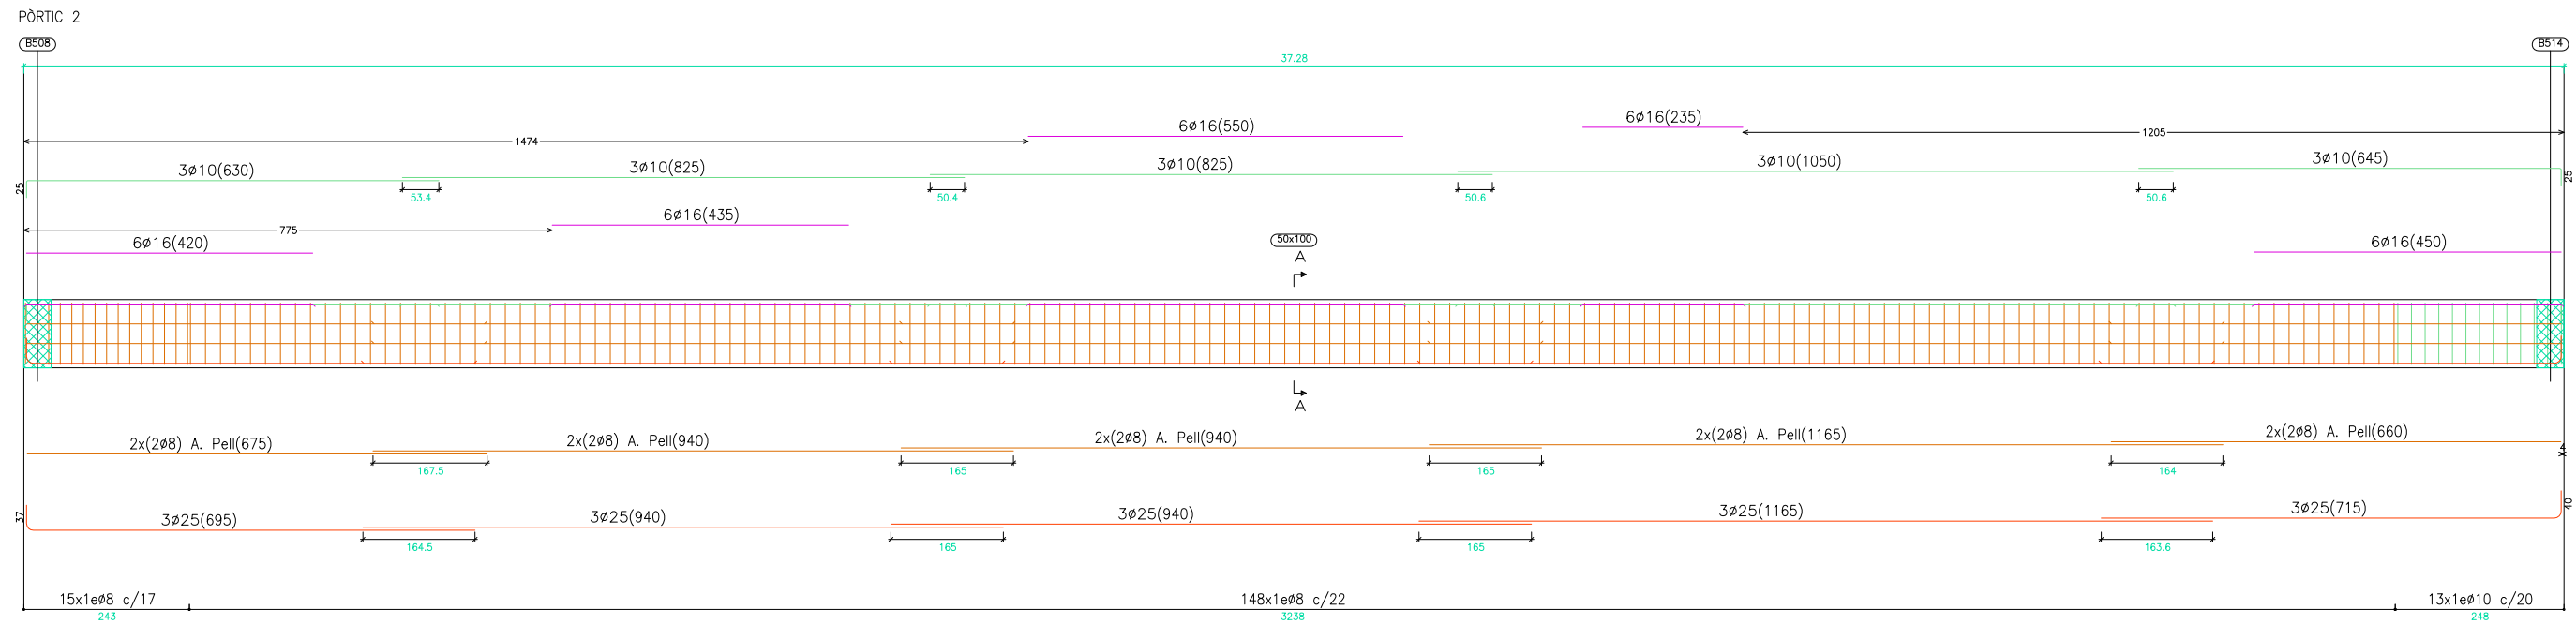 PÒRTIC 2
B508
B514
37.28
6ø16(235)
6ø16(550)
1205
1474
3ø10(630)
3ø10(825)
3ø10(825)
3ø10(1050)
3ø10(645)
25
25
53.4
50.4
50.6
50.6
6ø16(435)
775
6ø16(420)
50x100
6ø16(450)
A
A
2x(2ø8) A. Pell(675)
2x(2ø8) A. Pell(940)
2x(2ø8) A. Pell(940)
2x(2ø8) A. Pell(1165)
2x(2ø8) A. Pell(660)
4
167.5
165
165
164
37
3ø25(695)
3ø25(940)
3ø25(940)
3ø25(1165)
3ø25(715)
40
164.5
165
165
163.6
15x1eø8 c/17
148x1eø8 c/22
13x1eø10 c/20
243
3238
248